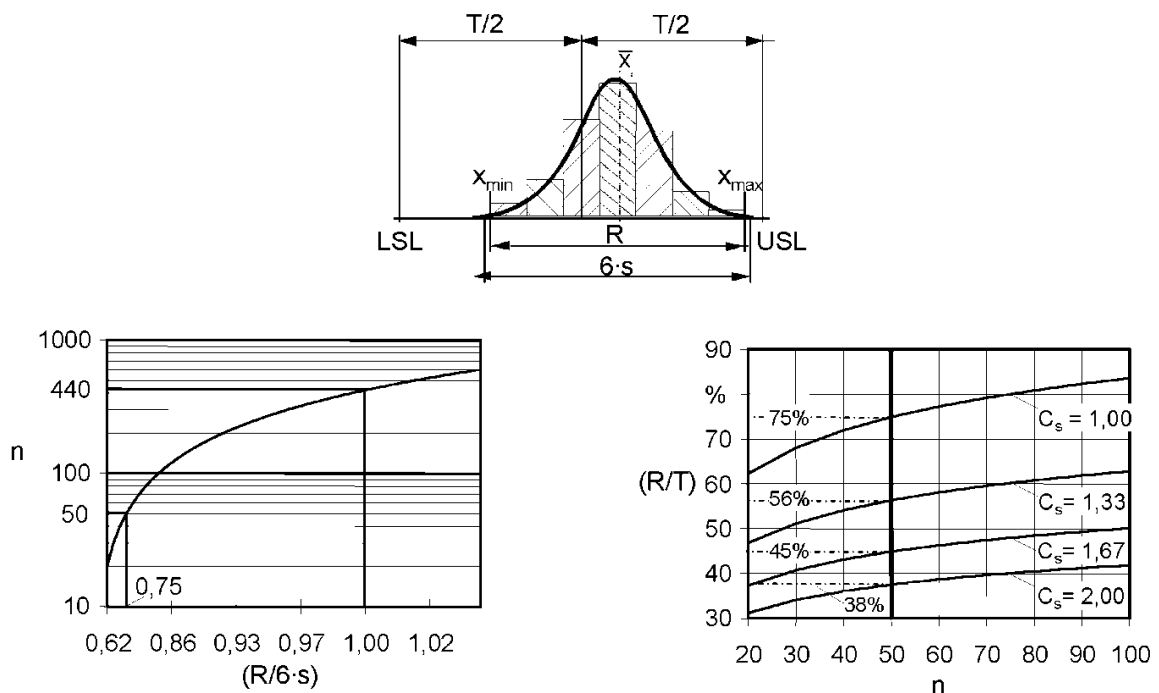 T/2 T/2
x̄
x_min x_max
LSL R USL
6·s
1000
440
n
100
50
0,75
10
0,62 0,86 0,93 0,97 1,00 1,02
(R/6·s)
90
%
75%
C_s = 1,00
70
(R/T) 60
56%
C_s = 1,33
50
45%
C_s = 1,67
40
38%
C_s = 2,00
30
20 30 40 50 60 70 80 90 100
n